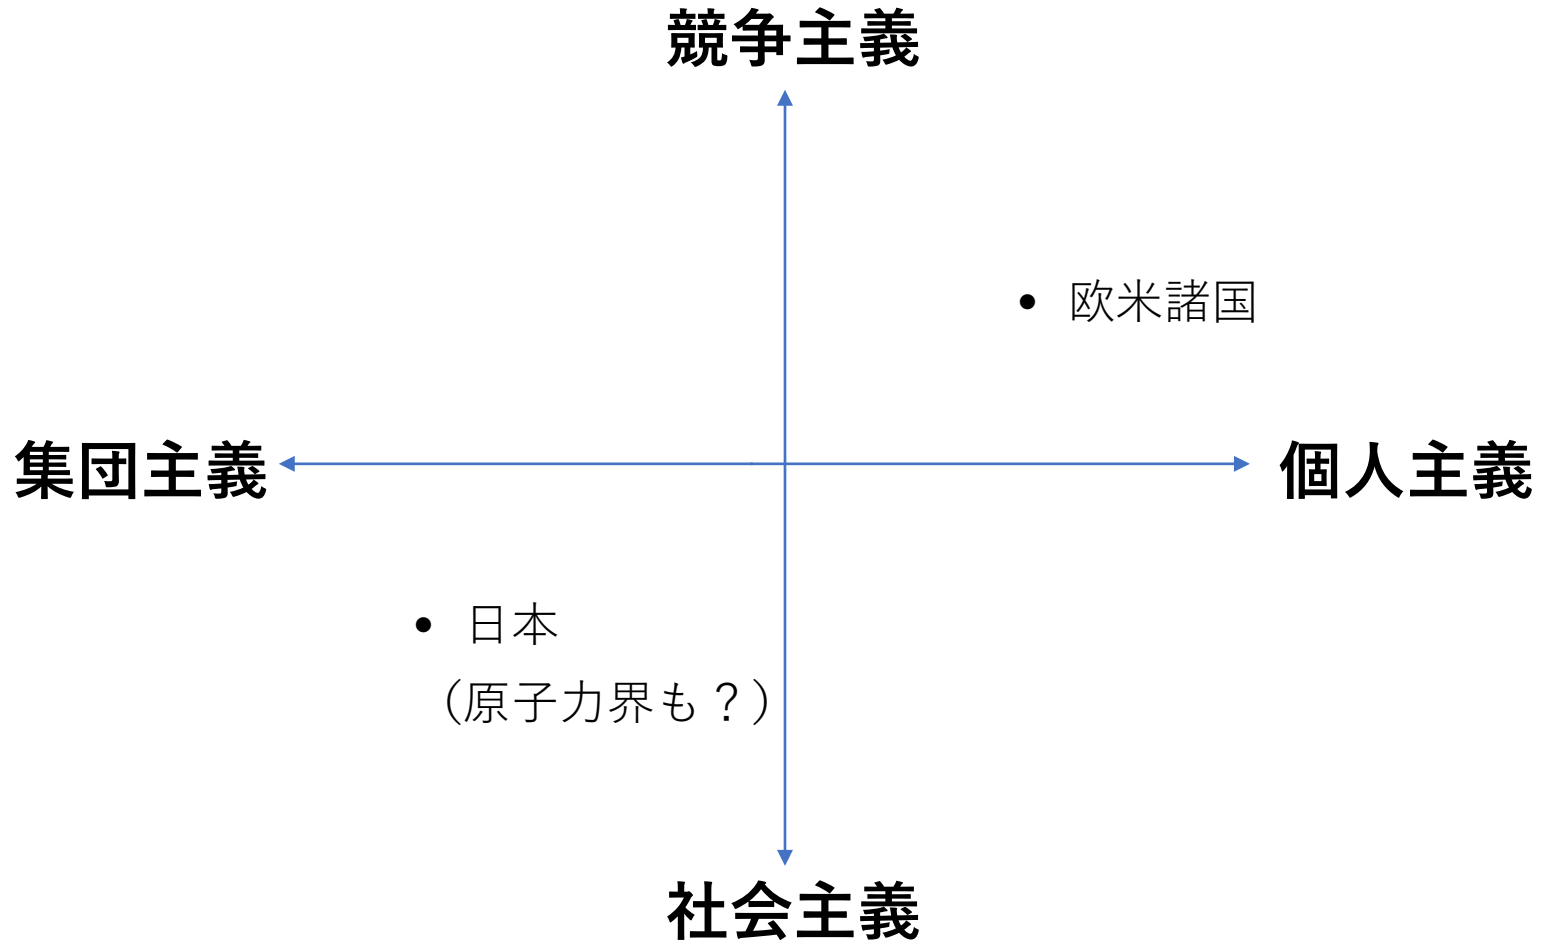 競争主義
• 欧米諸国
集団主義
個人主義
• 日本
（原子力界も？）
社会主義